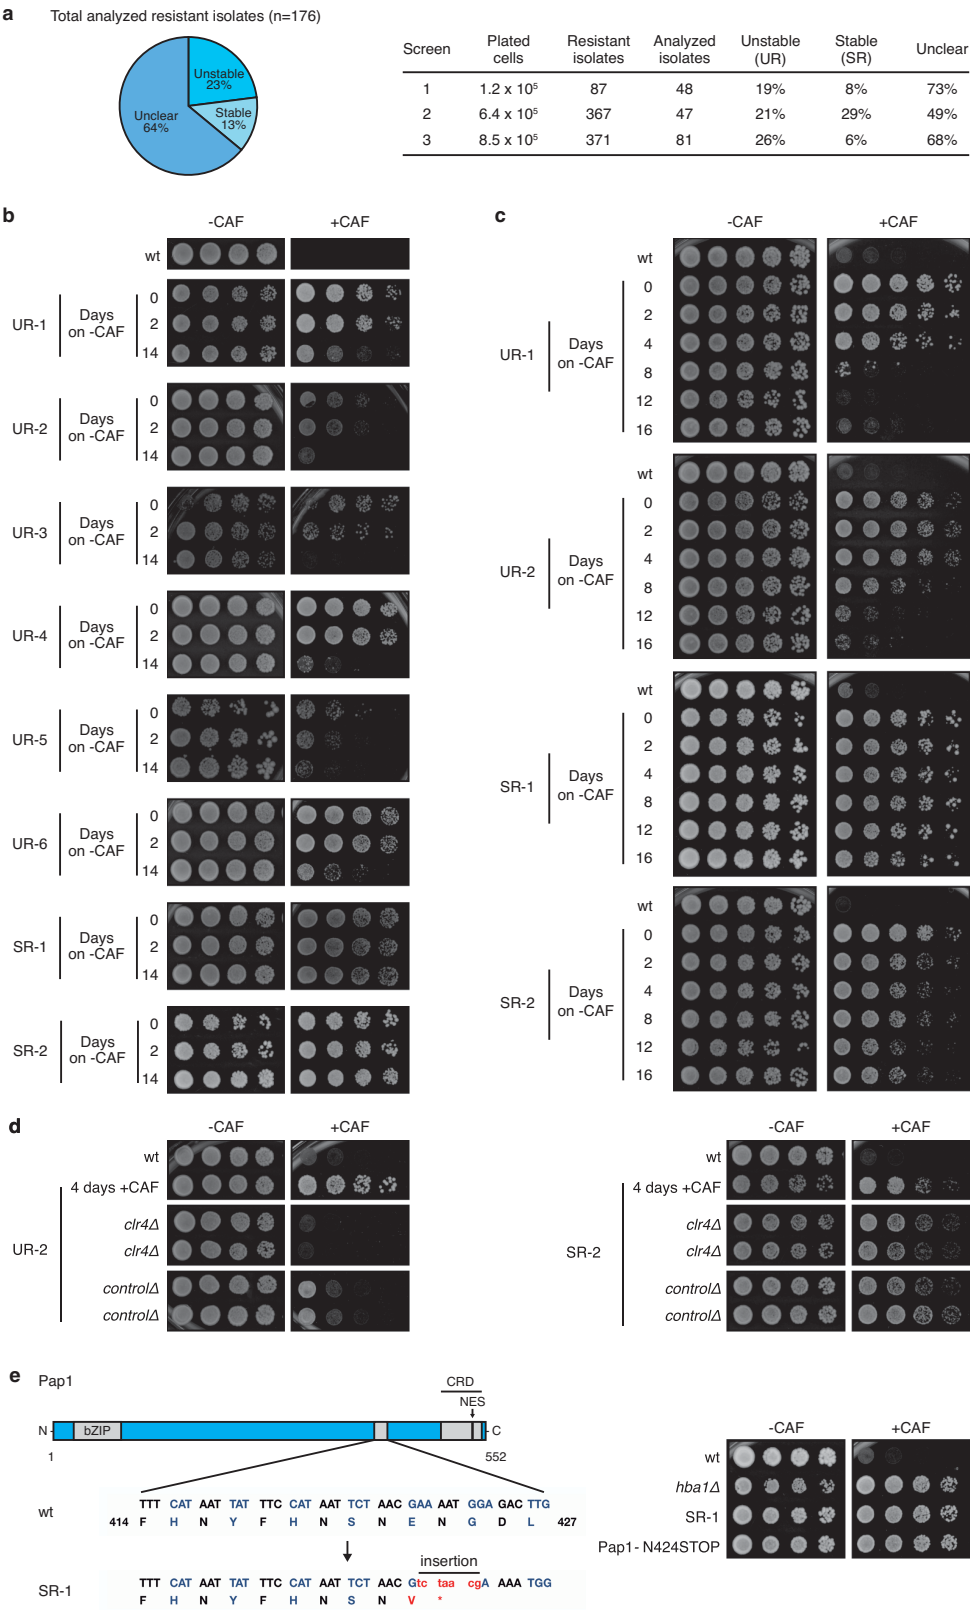 a
Total analyzed resistant isolates (n=176)
Unstable
23%
Stable
13%
Unclear
64%
Screen Plated cells Resistant isolates Analyzed isolates Unstable (UR) Stable (SR) Unclear
1 1.2 x 10⁵ 87 48 19% 8% 73%
2 6.4 x 10⁵ 367 47 21% 29% 49%
3 8.5 x 10⁵ 371 81 26% 6% 68%
b
-CAF +CAF
wt
UR-1 Days on -CAF 0 2 14
UR-2 Days on -CAF 0 2 14
UR-3 Days on -CAF 0 2 14
UR-4 Days on -CAF 0 2 14
UR-5 Days on -CAF 0 2 14
UR-6 Days on -CAF 0 2 14
SR-1 Days on -CAF 0 2 14
SR-2 Days on -CAF 0 2 14
c
-CAF +CAF
wt
UR-1 Days on -CAF 0 2 4 8 12 16
wt
UR-2 Days on -CAF 0 2 4 8 12 16
wt
SR-1 Days on -CAF 0 2 4 8 12 16
wt
SR-2 Days on -CAF 0 2 4 8 12 16
d
-CAF +CAF
wt
4 days +CAF
UR-2
clr4Δ
clr4Δ
controlΔ
controlΔ
-CAF +CAF
wt
4 days +CAF
SR-2
clr4Δ
clr4Δ
controlΔ
controlΔ
e
Pap1
CRD
NES
N bZIP C
1 552
wt
TTT CAT AAT TAT TTC CAT AAT TCT AAC GAA AAT GGA GAC TTG
414 F H N Y F H N S N E N G D L 427
insertion
SR-1
TTT CAT AAT TAT TTC CAT AAT TCT AAC Gtc taa cgA AAA TGG
F H N Y F H N S N V *
-CAF +CAF
wt
hba1Δ
SR-1
Pap1- N424STOP